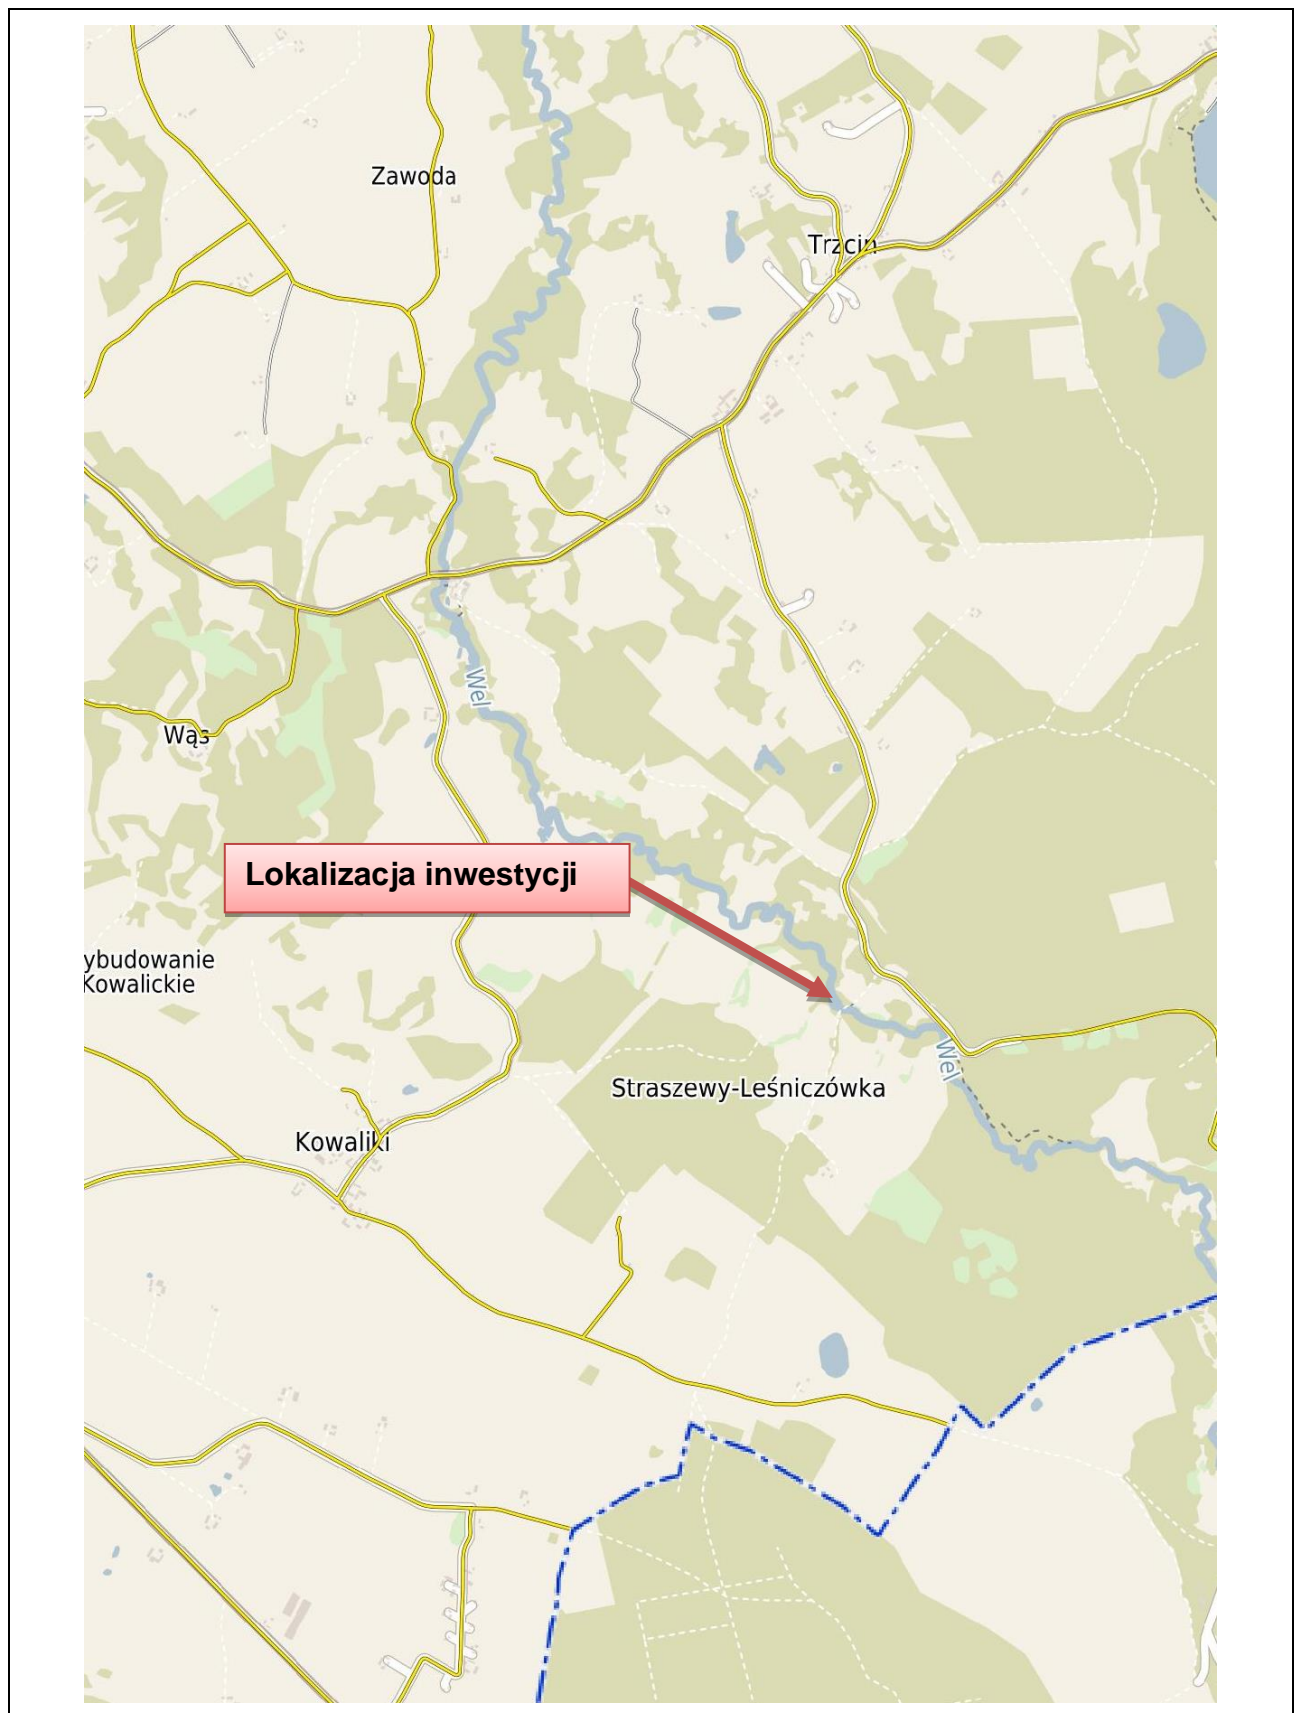 Zawoda
Trzcin
Wel
Wąs
Lokalizacja inwestycji
ybudowanie
Kowalickie
Wel
Straszewy-Leśniczówka
Kowaliki